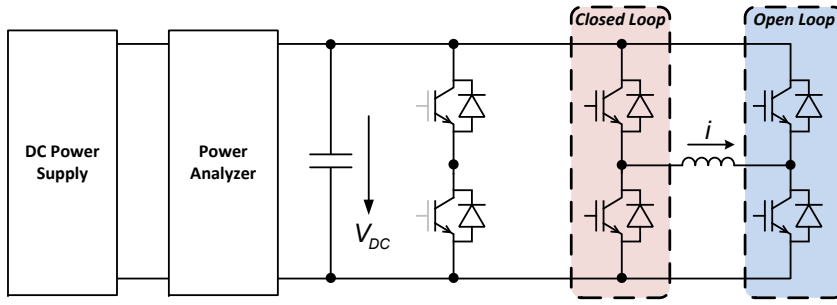 Closed Loop
Open Loop
DC Power
Supply
Power
Analyzer
V_DC
i